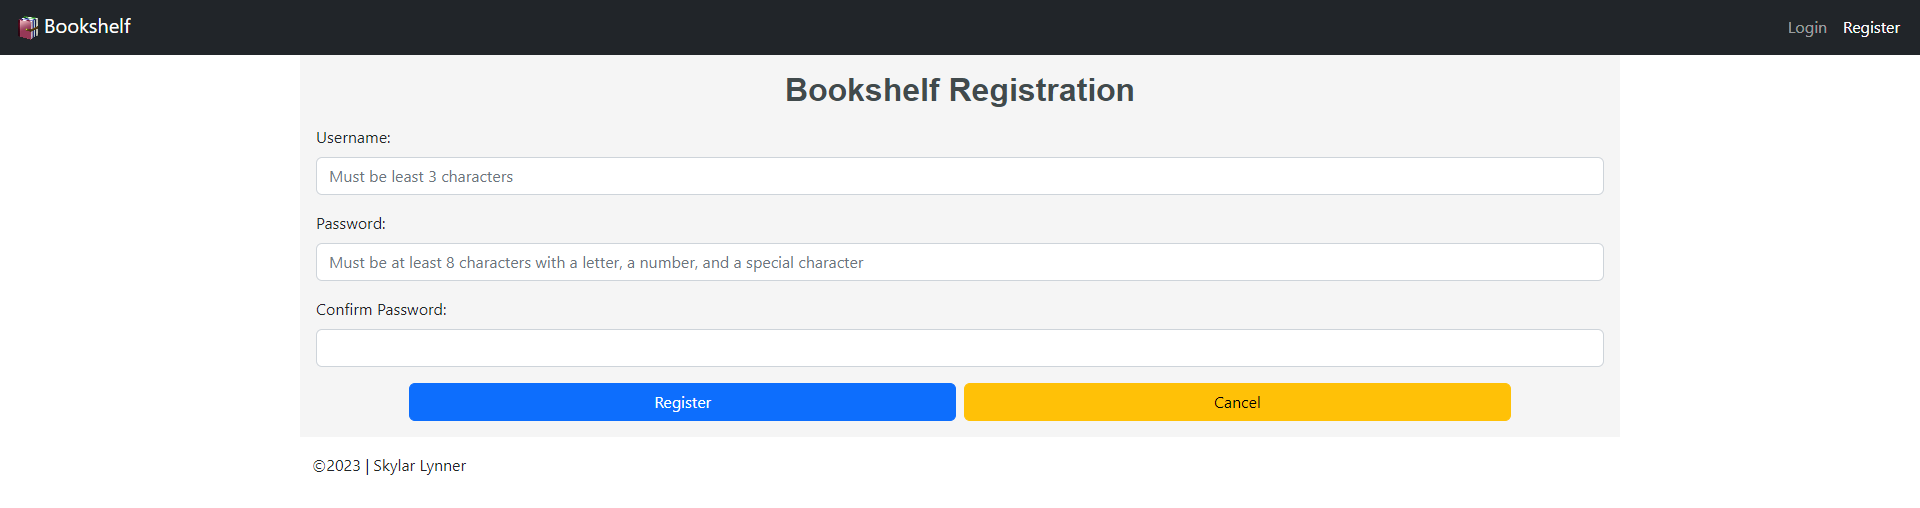 Bookshelf
Login
Register
Bookshelf Registration
Username:
Must be least 3 characters
Password:
Must be at least 8 characters with a letter, a number, and a special character
Confirm Password:
Register
Cancel
©2023 | Skylar Lynner